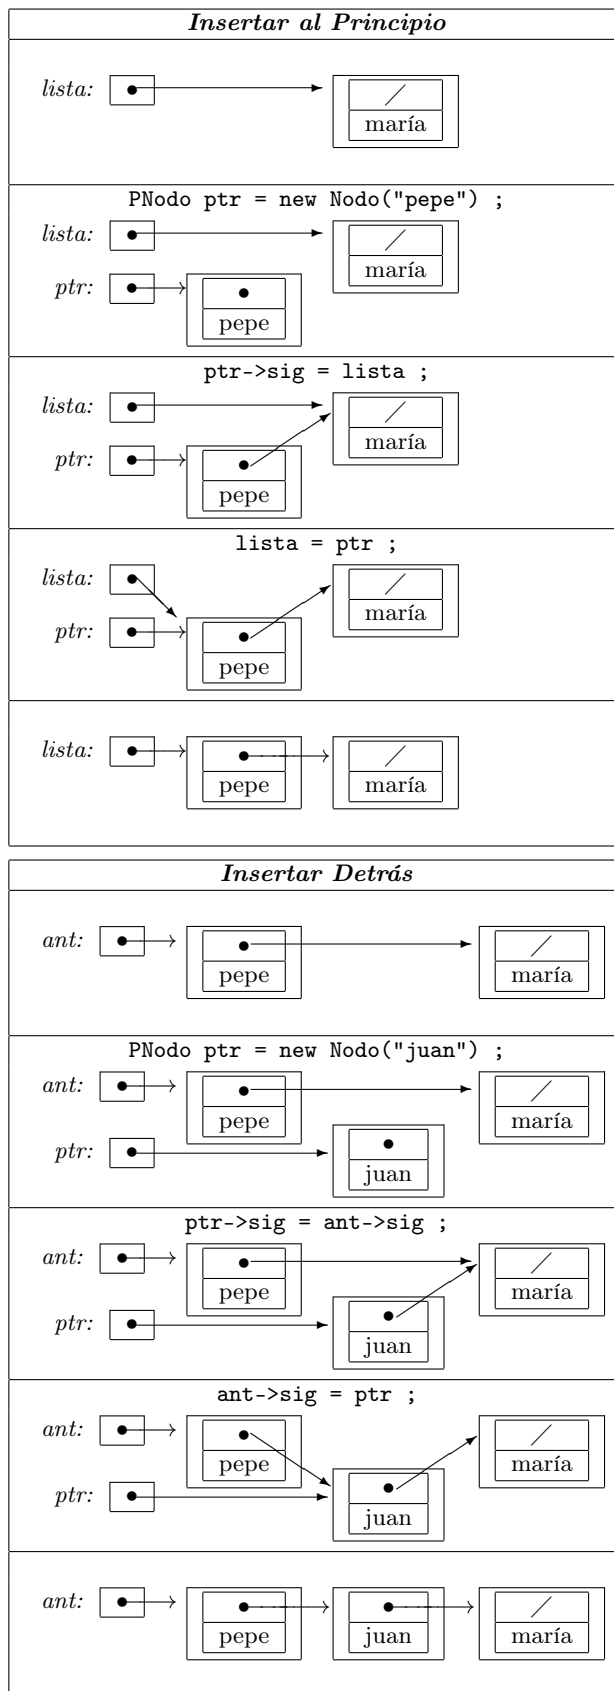 Insertar al Principio
lista:
maría
PNodo ptr = new Nodo("pepe") ;
lista:
maría
ptr:
pepe
ptr->sig = lista ;
lista:
maría
ptr:
pepe
lista = ptr ;
lista:
maría
ptr:
pepe
lista:
pepe maría
Insertar Detrás
ant:
pepe maría
PNodo ptr = new Nodo("juan") ;
ant:
pepe maría
ptr:
juan
ptr->sig = ant->sig ;
ant:
pepe maría
ptr:
juan
ant->sig = ptr ;
ant:
pepe maría
ptr:
juan
ant:
pepe juan maría